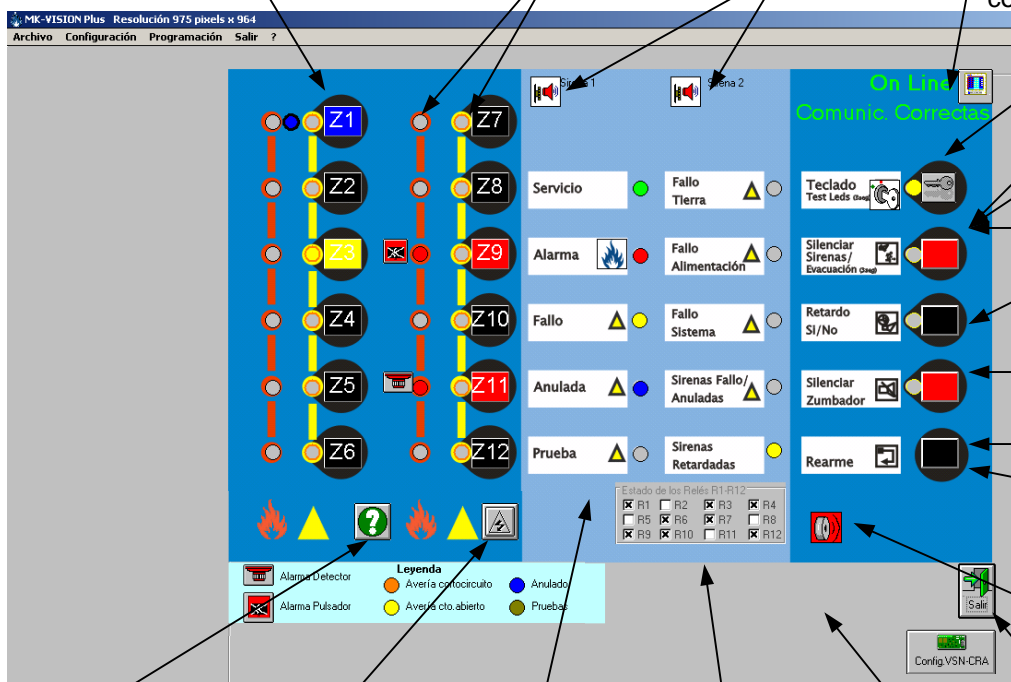 co
MK-VISION Plus Resolución 975 pixels x 964
Archivo Configuración Programación Salir ?
Sirena 1
Sirena 2
On Line
Comunic. Correctas
Z1
Z7
Z2
Z8
Servicio
Fallo
Tierra
Teclado
Test Leds (3seg)
Z3
Z9
Alarma
Fallo
Alimentación
Silenciar
Sirenas/
Evacuación (3seg)
Z4
Z10
Fallo
Fallo
Sistema
Retardo
Si/No
Z5
Z11
Anulada
Sirenas Fallo/
Anuladas
Silenciar
Zumbador
Z6
Z12
Prueba
Sirenas
Retardadas
Rearme
Estado de los Relés R1-R12
R1 R2 R3 R4
R5 R6 R7 R8
R9 R10 R11 R12
Leyenda
Alarma Detector
Avería cortocircuito
Anulado
Alarma Pulsador
Avería cto.abierto
Pruebas
Salir
Config.VSN-CRA